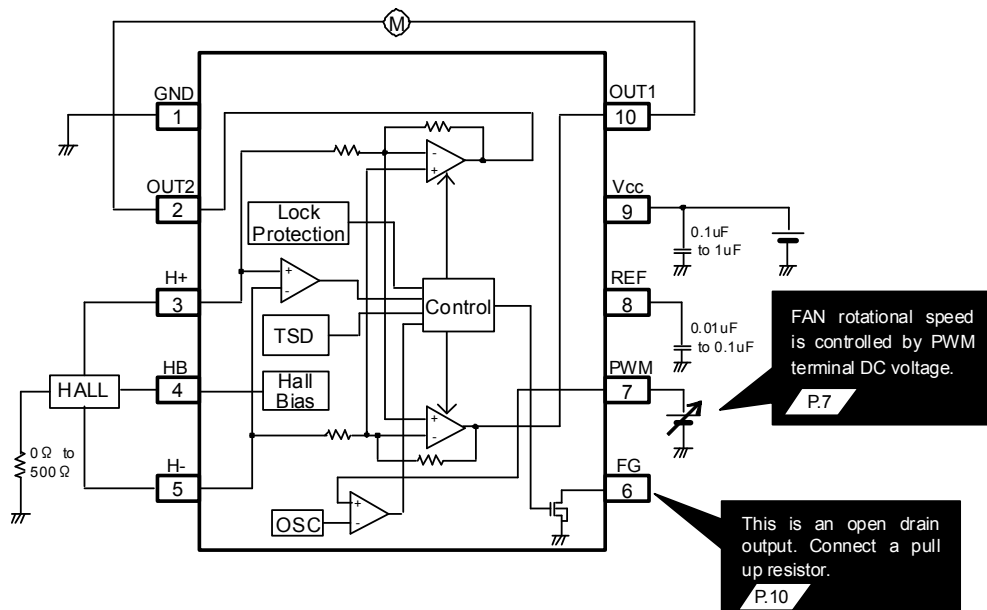 M
GND
1
OUT1
10
OUT2
2
Vcc
9
0.1uF
to 1uF
Lock
Protection
H+
3
REF
8
Control
TSD
0.01uF
to 0.1uF
FAN rotational speed
is controlled by PWM
terminal DC voltage.
P.7
HALL
HB
4
Hall
Bias
PWM
7
0Ω to
500Ω
H-
5
FG
6
OSC
This is an open drain
output. Connect a pull
up resistor.
P.10
+
-
+
-
+
-
+
-